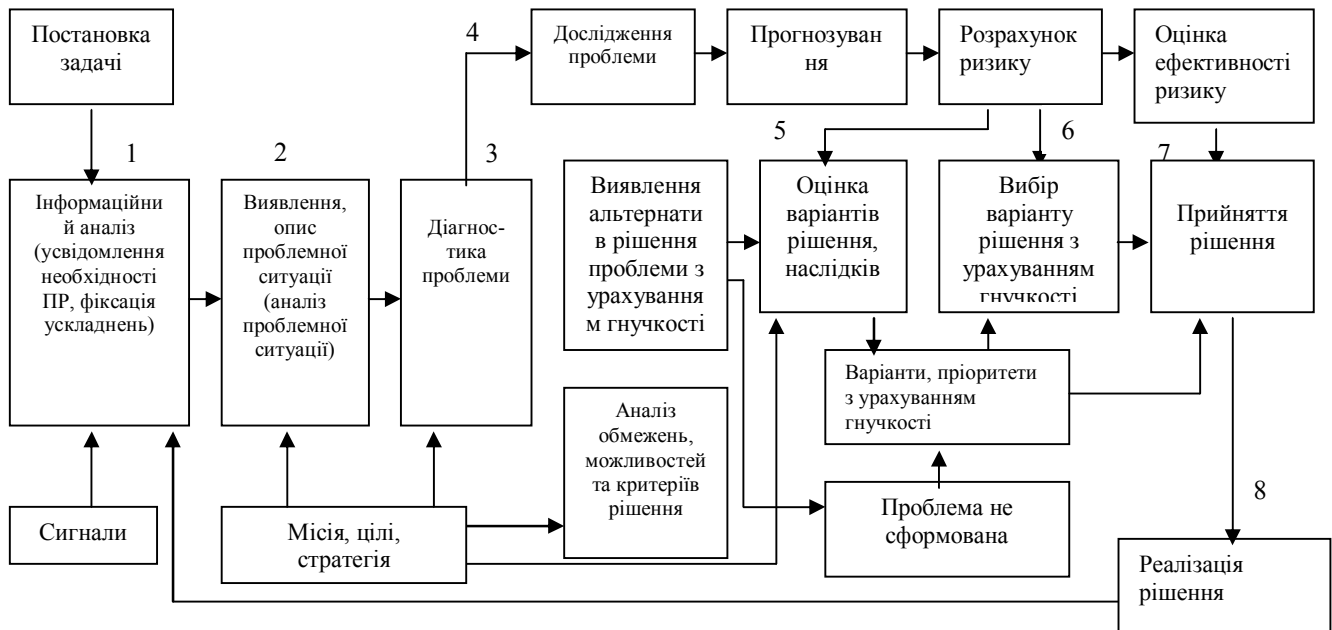 Постановка
задачі
4
Дослідження
проблеми
Прогнозуван
ня
Розрахунок
ризику
Оцінка
ефективності
ризику
1
2
3
5
6
7
Інформаційни
й аналіз
(усвідомлення
необхідності
ПР, фіксація
ускладнень)
Виявлення,
опис
проблемної
ситуації
(аналіз
проблемної
ситуації)
Діагнос-
тика
проблеми
Виявлення
альтернати
в рішення
проблеми з
урахування
м гнучкості
Оцінка
варіантів
рішення,
наслідків
Вибір
варіанту
рішення з
урахуванням
гнучкості
Прийняття
рішення
Варіанти, пріоритети
з урахуванням
гнучкості
Аналіз
обмежень,
можливостей
та критеріїв
рішення
Сигнали
Місія, цілі,
стратегія
Проблема не
сформована
8
Реалізація
рішення